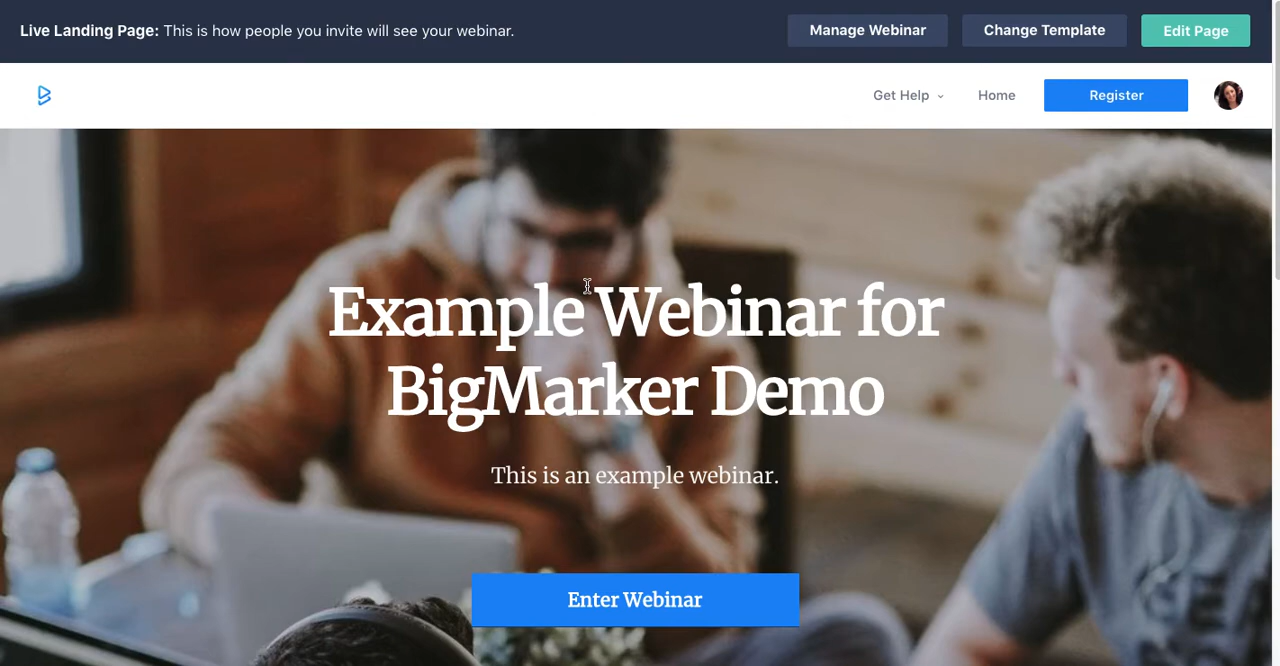 Live Landing Page: This is how people you invite will see your webinar.
Manage Webinar
Change Template
Edit Page
Get Help
Home
Register
Example Webinar for
BigMarker Demo
This is an example webinar.
Enter Webinar